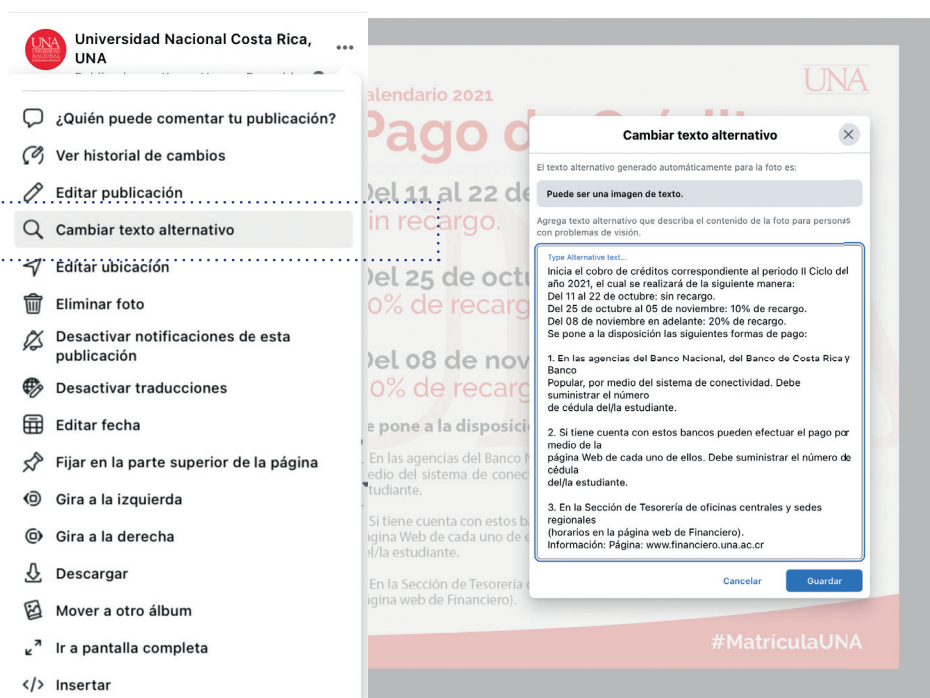 UNA
UNIVERSIDAD
NACIONAL
Universidad Nacional Costa Rica,
UNA
¿Quién puede comentar tu publicación?
Ver historial de cambios
Editar publicación
Cambiar texto alternativo
Editar ubicación
Eliminar foto
Desactivar notificaciones de esta
publicación
Desactivar traducciones
Editar fecha
Fijar en la parte superior de la página
Gira a la izquierda
Gira a la derecha
Descargar
Mover a otro álbum
Ir a pantalla completa
Insertar
UNA
alendario 2021
Pago de Crédit
Del 11 al 22 de
in recargo.
Del 25 de octu
0% de recarg
Del 08 de nov
0% de recarg
e pone a la disposici
En las agencias del Banco N
edio del sistema de conec
tudiante.
Si tiene cuenta con estos b
ágina Web de cada uno de e
el/la estudiante.
En la Sección de Tesorería
ágina web de Financiero).
#MatrículaUNA
Cambiar texto alternativo
El texto alternativo generado automáticamente para la foto es:
Puede ser una imagen de texto.
Agrega texto alternativo que describa el contenido de la foto para personas
con problemas de visión.
Type Alternative text...
Inicia el cobro de créditos correspondiente al periodo II Ciclo del
año 2021, el cual se realizará de la siguiente manera:
Del 11 al 22 de octubre: sin recargo.
Del 25 de octubre al 05 de noviembre: 10% de recargo.
Del 08 de noviembre en adelante: 20% de recargo.
Se pone a la disposición las siguientes formas de pago:
1. En las agencias del Banco Nacional, del Banco de Costa Rica y
Banco
Popular, por medio del sistema de conectividad. Debe
suministrar el número
de cédula del/la estudiante.
2. Si tiene cuenta con estos bancos pueden efectuar el pago por
medio de la
página Web de cada uno de ellos. Debe suministrar el número de
cédula
del/la estudiante.
3. En la Sección de Tesorería de oficinas centrales y sedes
regionales
(horarios en la página web de Financiero).
Información: Página: www.financiero.una.ac.cr
Cancelar
Guardar